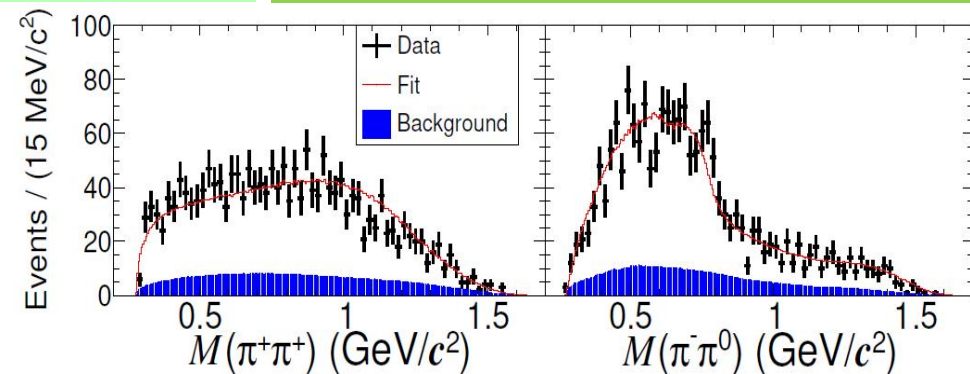 Events / (15 MeV/c²)
100
80
60
40
20
0
Data
Fit
Background
0.5
1
1.5
M(π⁺π⁺) (GeV/c²)
0.5
1
1.5
M(π⁻π⁰) (GeV/c²)